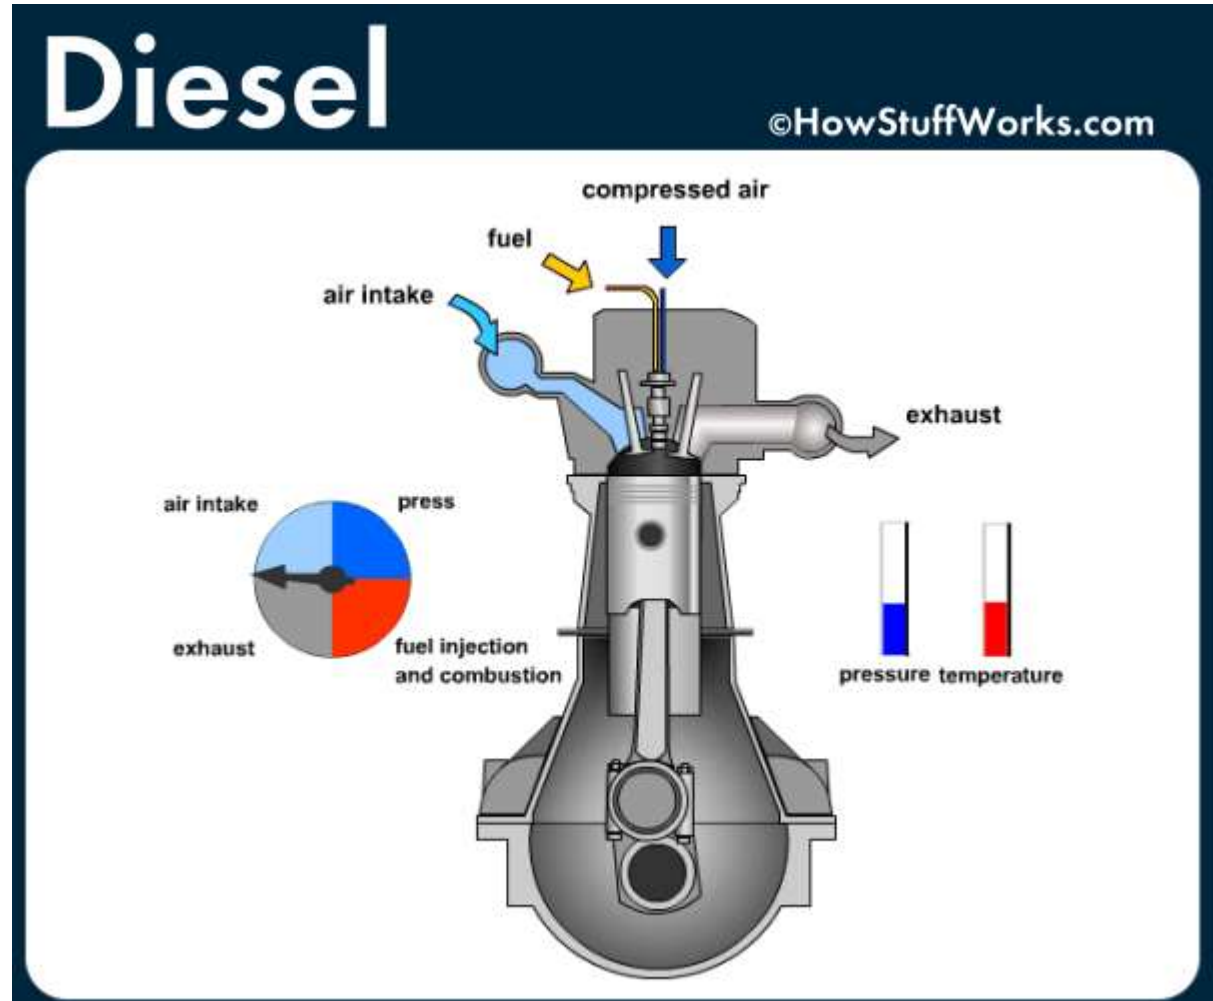 Diesel
©HowStuffWorks.com
compressed air
fuel
air intake
exhaust
air intake
press
exhaust
fuel injection
and combustion
pressure
temperature